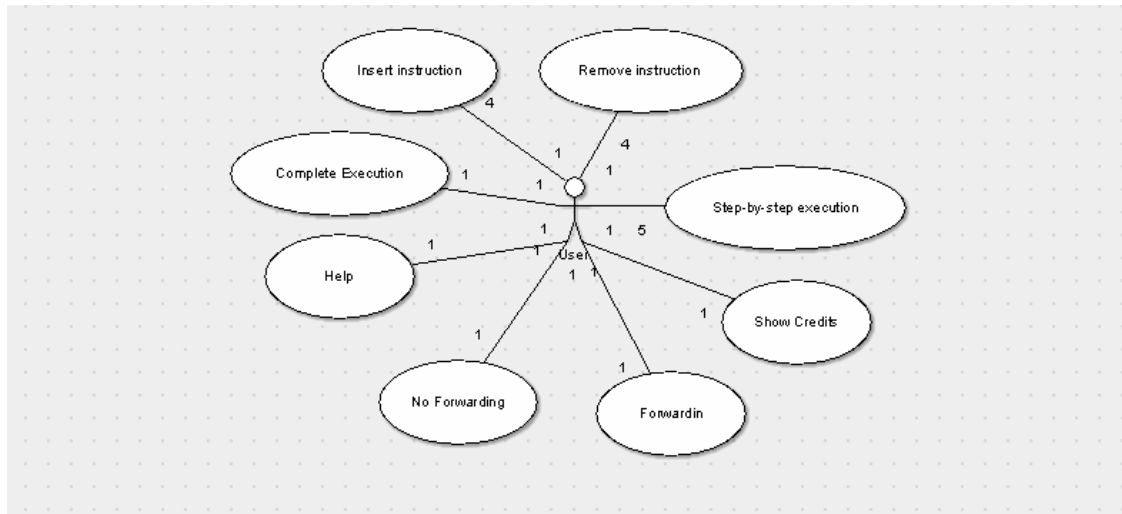 Insert instruction
Remove instruction
4
4
1
1
Complete Execution
1
1
Step-by-step execution
1
1
5
Help
1
1
User
1
1
Show Credits
1
1
1
No Forwarding
Forwardin